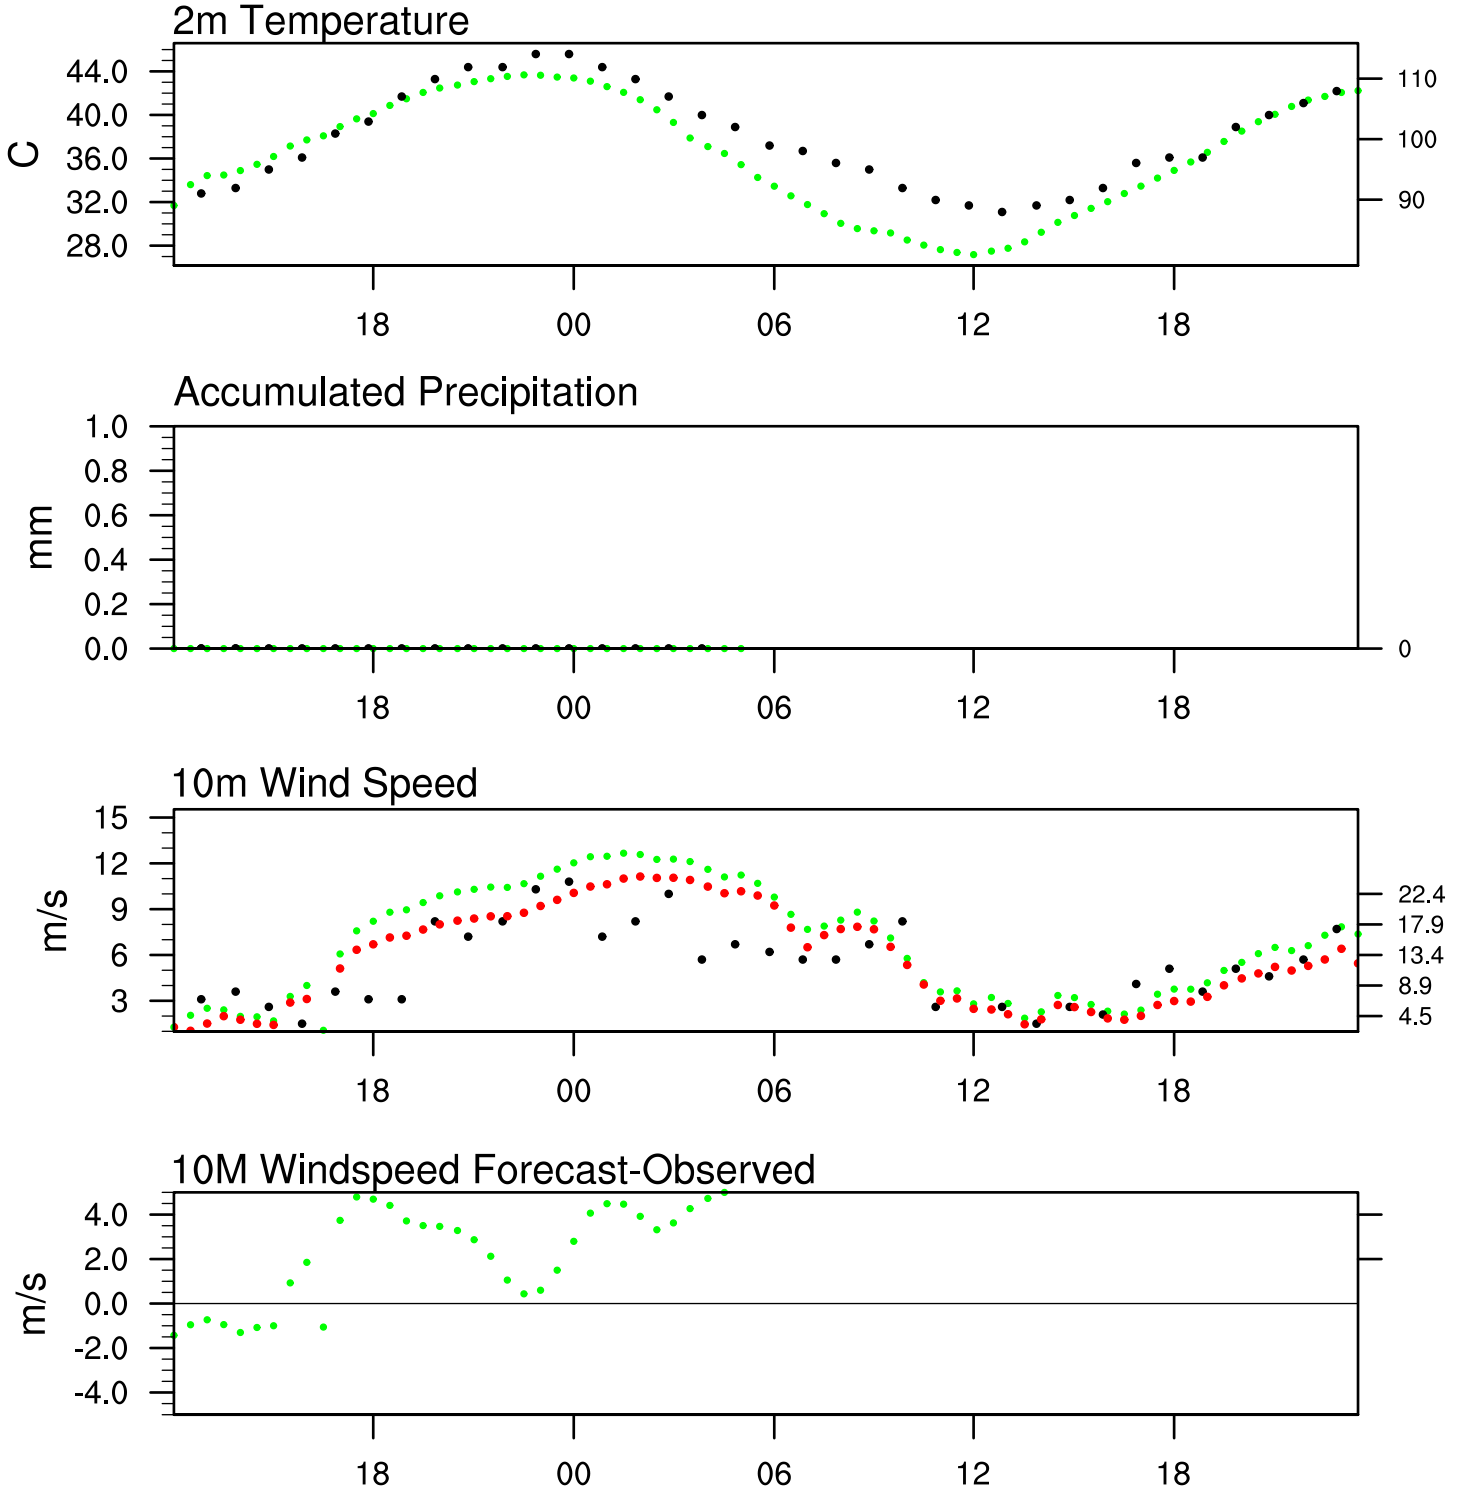 2m Temperature
44.0
40.0
36.0
32.0
28.0
C
110
100
90
18 00 06 12 18
Accumulated Precipitation
1.0
0.8
0.6
0.4
0.2
0.0
mm
0
18 00 06 12 18
10m Wind Speed
15
12
9
6
3
m/s
22.4
17.9
13.4
8.9
4.5
18 00 06 12 18
10M Windspeed Forecast-Observed
4.0
2.0
0.0
-2.0
-4.0
m/s
18 00 06 12 18